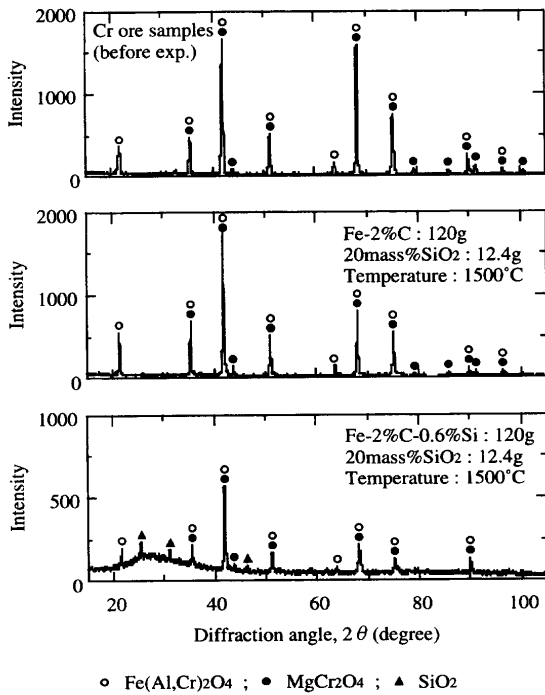 2000
Cr ore samples
(before exp.)
Intensity
1000
0
2000
Fe-2%C : 120g
20mass%SiO2 : 12.4g
Temperature : 1500°C
Intensity
1000
0
1000
Fe-2%C-0.6%Si : 120g
20mass%SiO2 : 12.4g
Temperature : 1500°C
Intensity
500
0
20 40 60 80 100
Diffraction angle, 2 θ (degree)
○ Fe(Al,Cr)2O4 ; ● MgCr2O4 ; ▲ SiO2